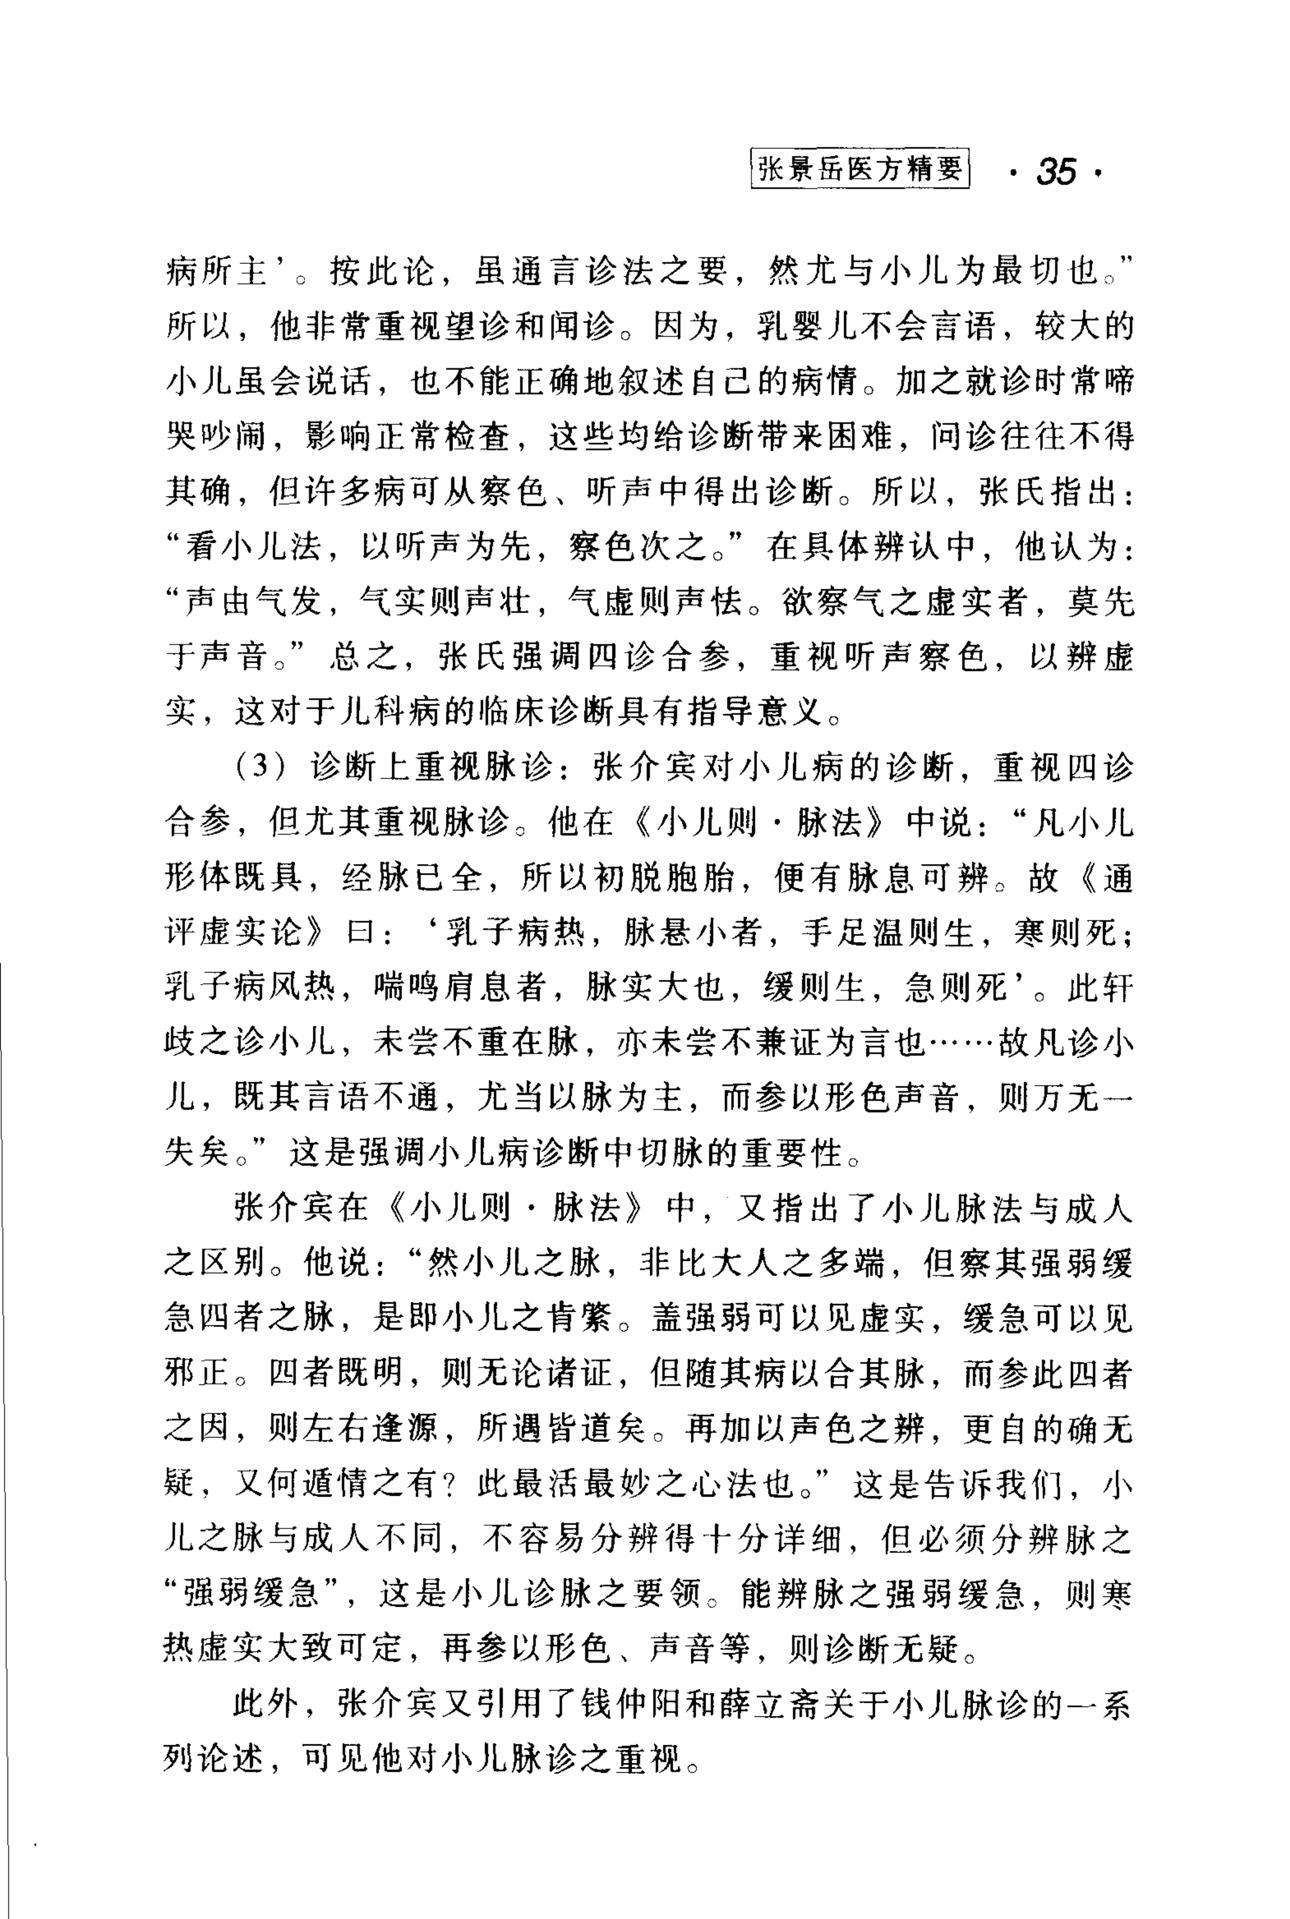 张景岳医方精要 · 35 ·
病所主’。按此论，虽通言诊法之要，然尤与小儿为最切也。”
所以，他非常重视望诊和闻诊。因为，乳婴儿不会言语，较大的
小儿虽会说话，也不能正确地叙述自己的病情。加之就诊时常啼
哭吵闹，影响正常检查，这些均给诊断带来困难，问诊往往不得
其确，但许多病可从察色、听声中得出诊断。所以，张氏指出：
“看小儿法，以听声为先，察色次之。”在具体辨认中，他认为：
“声由气发，气实则声壮，气虚则声怯。欲察气之虚实者，莫先
于声音。”总之，张氏强调四诊合参，重视听声察色，以辨虚
实，这对于儿科病的临床诊断具有指导意义。
（3）诊断上重视脉诊：张介宾对小儿病的诊断，重视四诊
合参，但尤其重视脉诊。他在《小儿则·脉法》中说：“凡小儿
形体既具，经脉已全，所以初脱胞胎，便有脉息可辨。故《通
评虚实论》曰：‘乳子病热，脉悬小者，手足温则生，寒则死；
乳子病风热，喘鸣肩息者，脉实大也，缓则生，急则死’。此轩
歧之诊小儿，未尝不重在脉，亦未尝不兼证为言也……故凡诊小
儿，既其言语不通，尤当以脉为主，而参以形色声音，则万无一
失矣。”这是强调小儿病诊断中切脉的重要性。
张介宾在《小儿则·脉法》中，又指出了小儿脉法与成人
之区别。他说：“然小儿之脉，非比大人之多端，但察其强弱缓
急四者之脉，是即小儿之肯綮。盖强弱可以见虚实，缓急可以见
邪正。四者既明，则无论诸证，但随其病以合其脉，而参此四者
之因，则左右逢源，所遇皆道矣。再加以声色之辨，更自的确无
疑，又何遁情之有？此最活最妙之心法也。”这是告诉我们，小
儿之脉与成人不同，不容易分辨得十分详细，但必须分辨脉之
“强弱缓急”，这是小儿诊脉之要领。能辨脉之强弱缓急，则寒
热虚实大致可定，再参以形色、声音等，则诊断无疑。
此外，张介宾又引用了钱仲阳和薛立斋关于小儿脉诊的一系
列论述，可见他对小儿脉诊之重视。